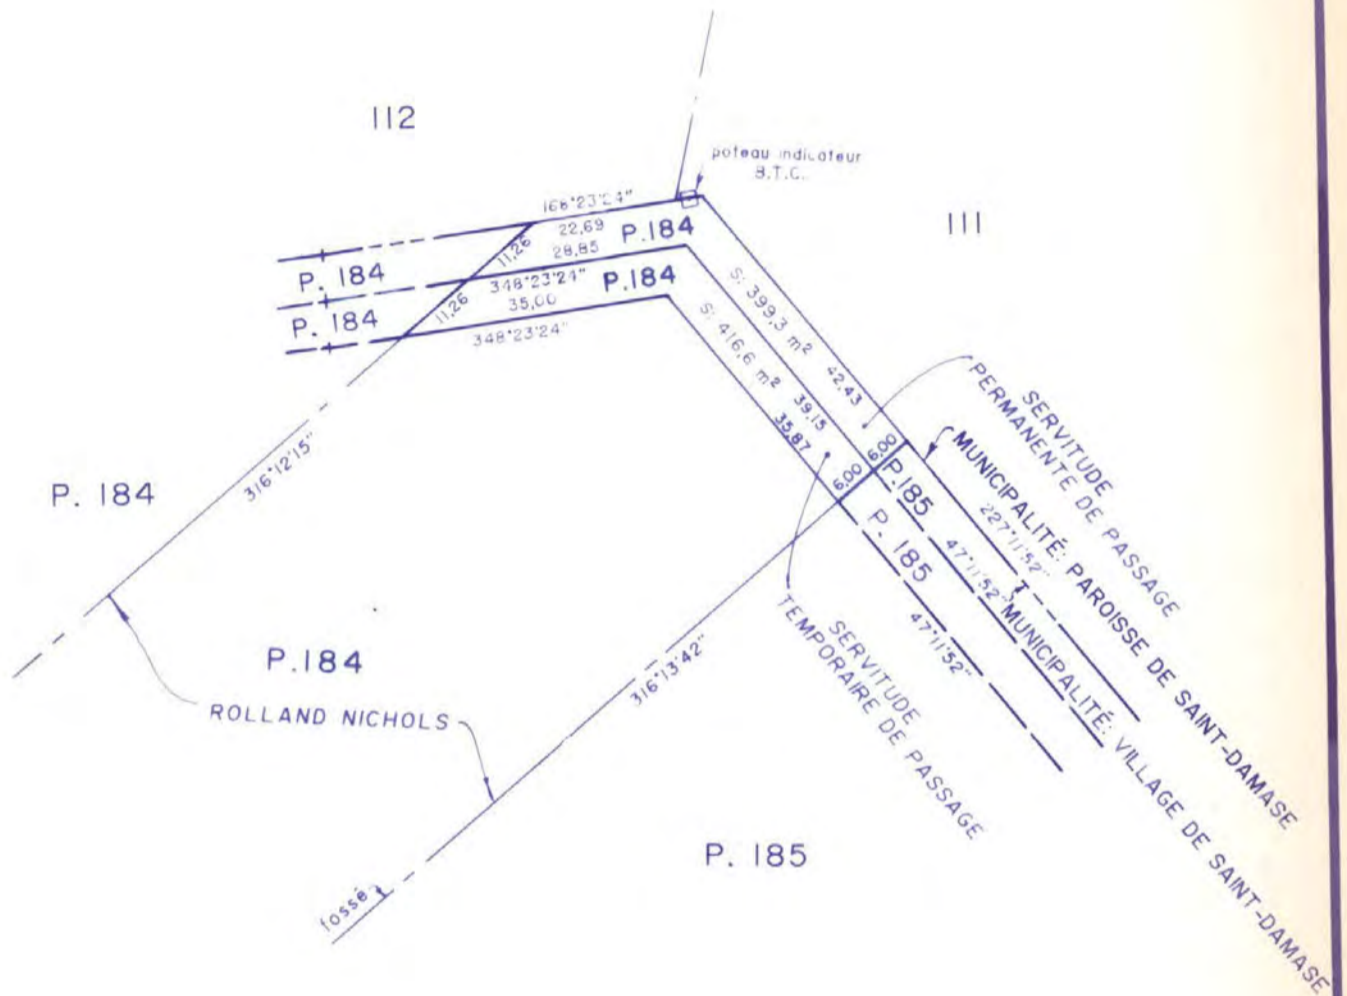 112
poteau indicateur
B.T.C.
111
168°23'24"
22,69
P.184
11,26
28,85
P. 184
348°23'24"
P.184
11,26
35,00
P. 184
348°23'24"
S: 399,3 m²
42,43
S: 416,6 m²
39,15
35,87
6,00
6,00
SERVITUDE
PERMANENTE DE PASSAGE
MUNICIPALITÉ: PAROISSE DE SAINT-DAMASE
227°11'52"
P.185
47°11'52"
MUNICIPALITÉ: VILLAGE DE SAINT-DAMASE
P. 185
47°11'52"
SERVITUDE
TEMPORAIRE DE PASSAGE
316°12'15"
P. 184
P.184
ROLLAND NICHOLS
316°13'42"
P. 185
fossé